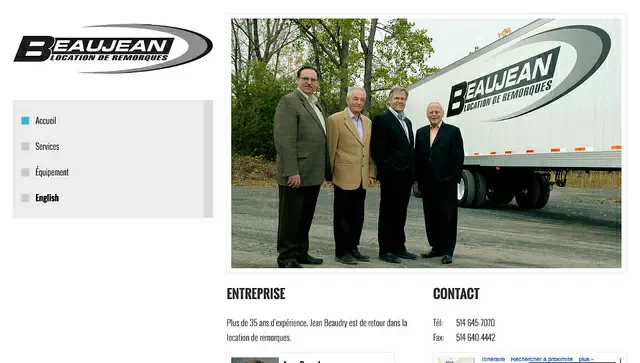 BEAUJEAN
LOCATION DE REMORQUES
Accueil
Services
Équipement
English
BEAUJEAN
LOCATION DE REMORQUES
ENTREPRISE
Plus de 35 ans d'expérience. Jean Beaudry est de retour dans la
location de remorques.
CONTACT
Tél: 514 645-7070
Fax: 514 640-4442
Itinéraire Rechercher à proximité plus